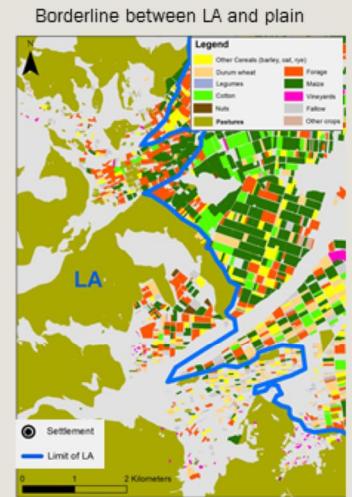 Borderline between LA and plain
N
Legend
Other Cereals (barley, oat, rye)
Durum wheat
Legumes
Cotton
Nuts
Pastures
Forage
Maize
Vineyards
Fallow
Other crops
LA
Settlement
Limit of LA
0 1 2 Kilometers